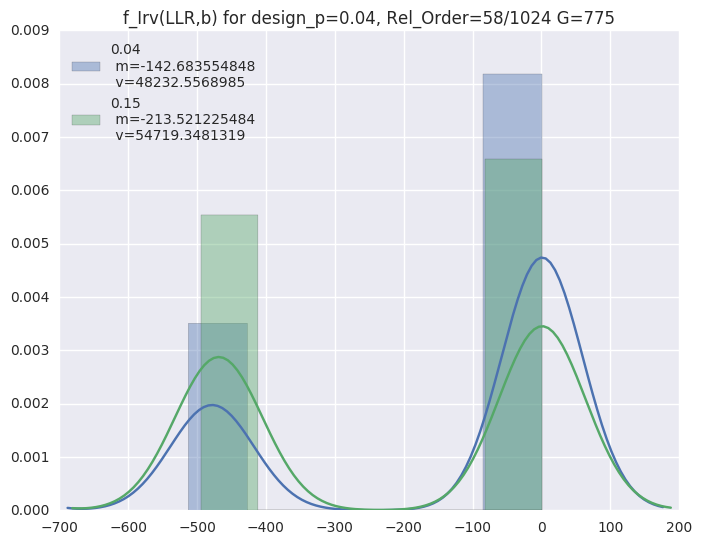 f_Irv(LLR,b) for design_p=0.04, Rel_Order=58/1024 G=775
0.009
0.008
0.007
0.006
0.005
0.004
0.003
0.002
0.001
0.000
0.04
m=-142.683554848
v=48232.5568985
0.15
m=-213.521225484
v=54719.3481319
−700 −600 −500 −400 −300 −200 −100 0 100 200